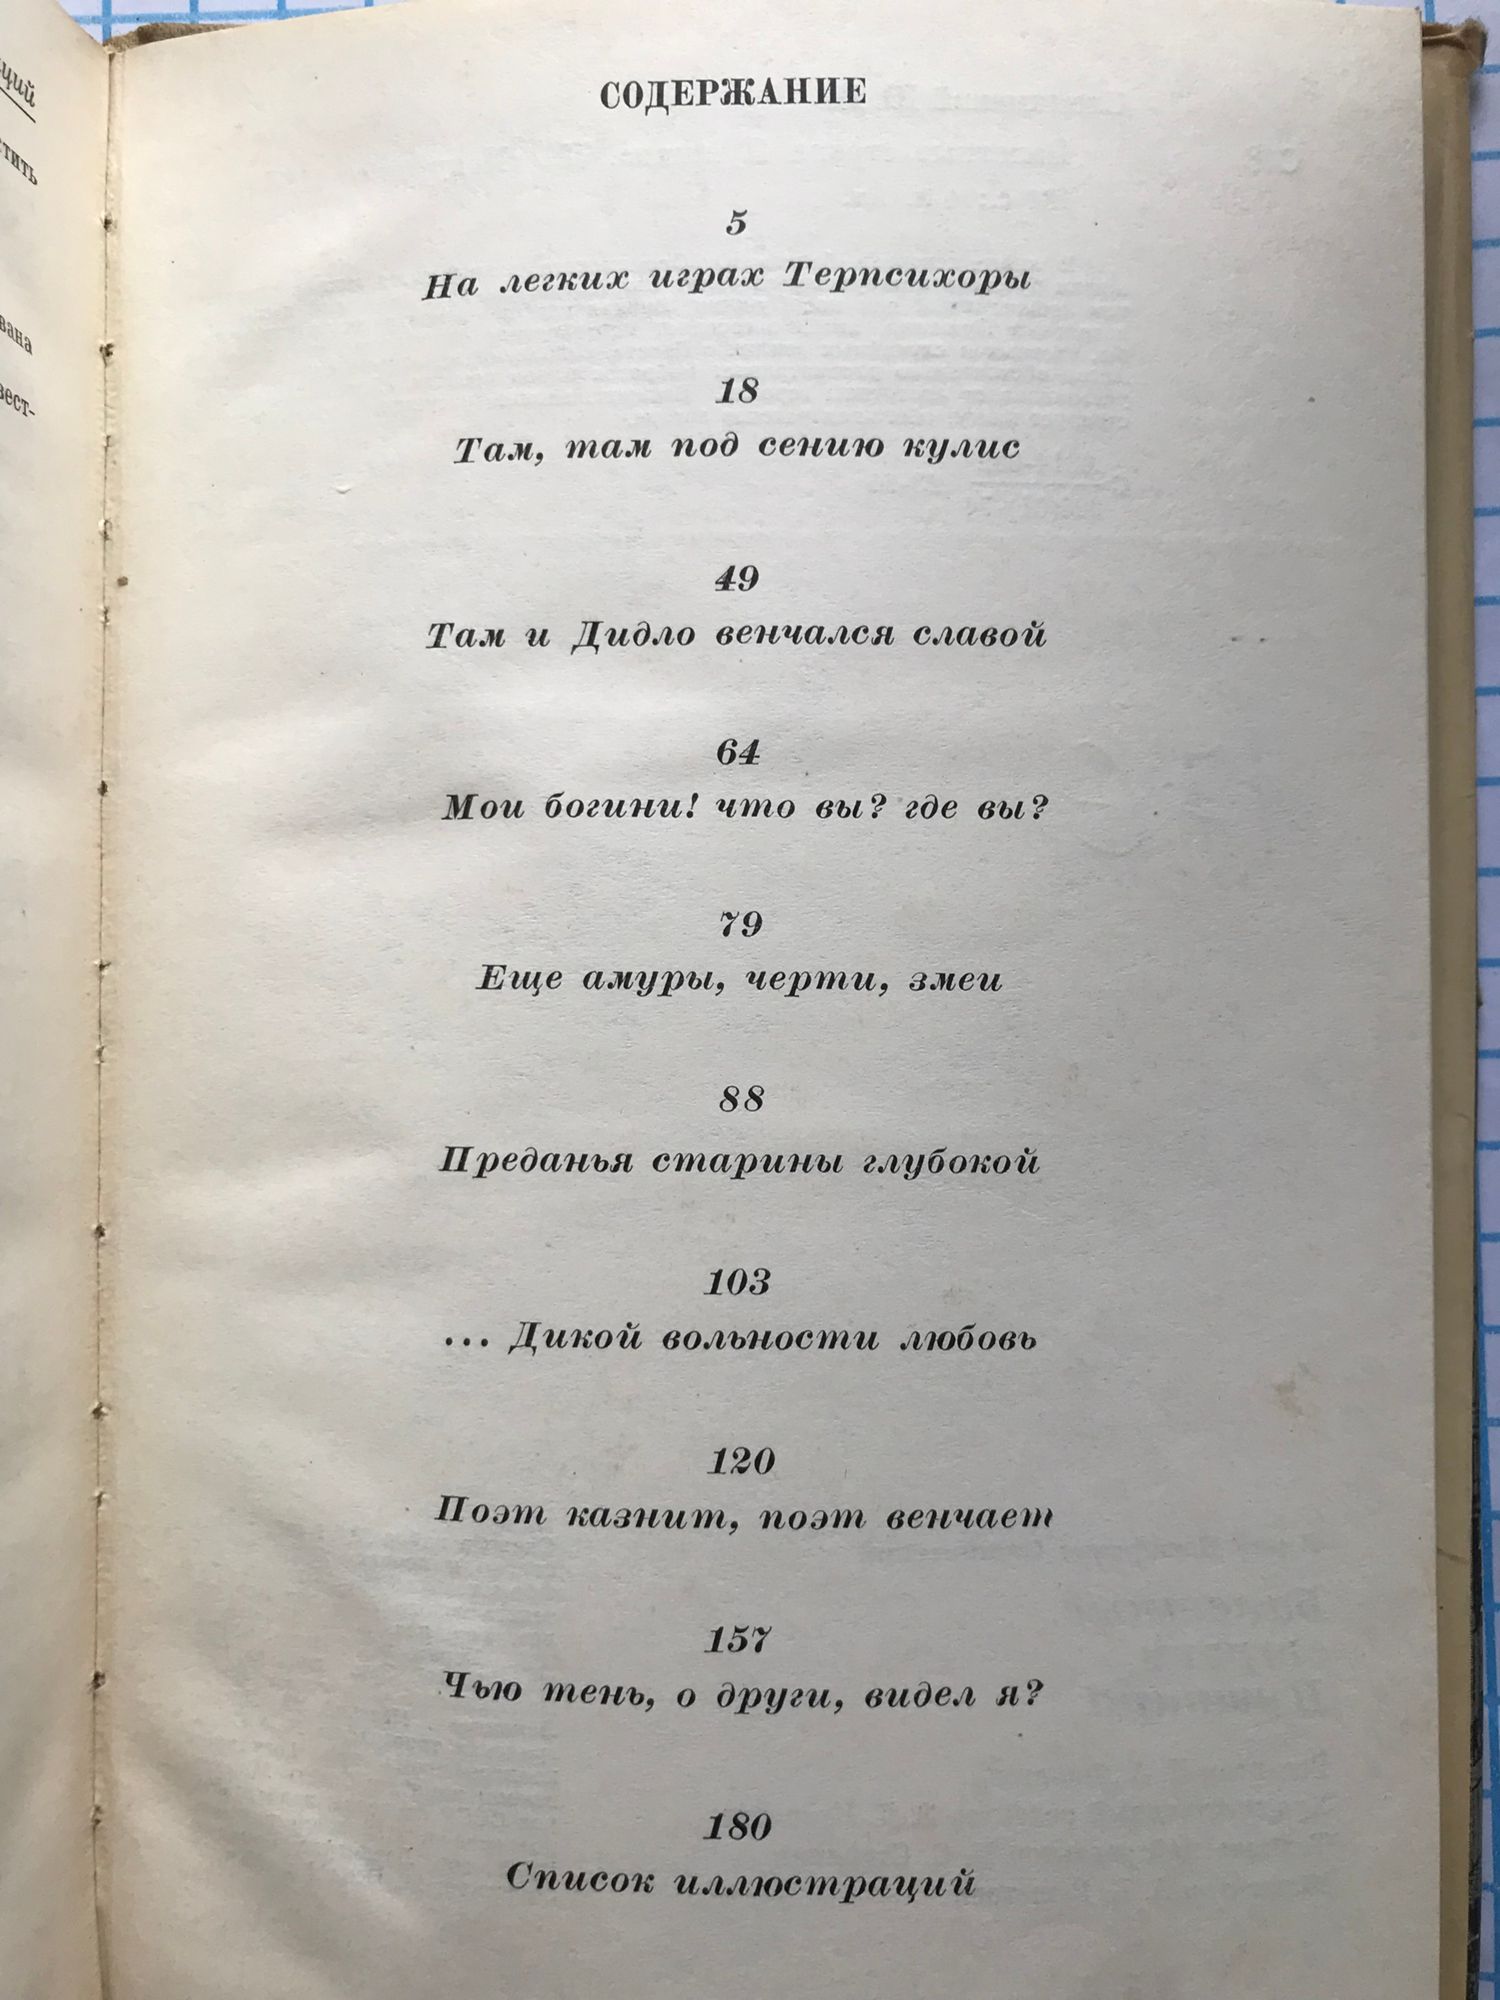 СОДЕРЖАНИЕ
5
На легких играх Терпсихоры
18
Там, там под сению кулис
49
Там и Дидло венчался славой
64
Мои богини! что вы? где вы?
79
Еще амуры, черти, змеи
88
Преданья старины глубокой
103
... Дикой вольности любовь
120
Поэт казнит, поэт венчает
157
Чью тень, о други, видел я?
180
Список иллюстраций